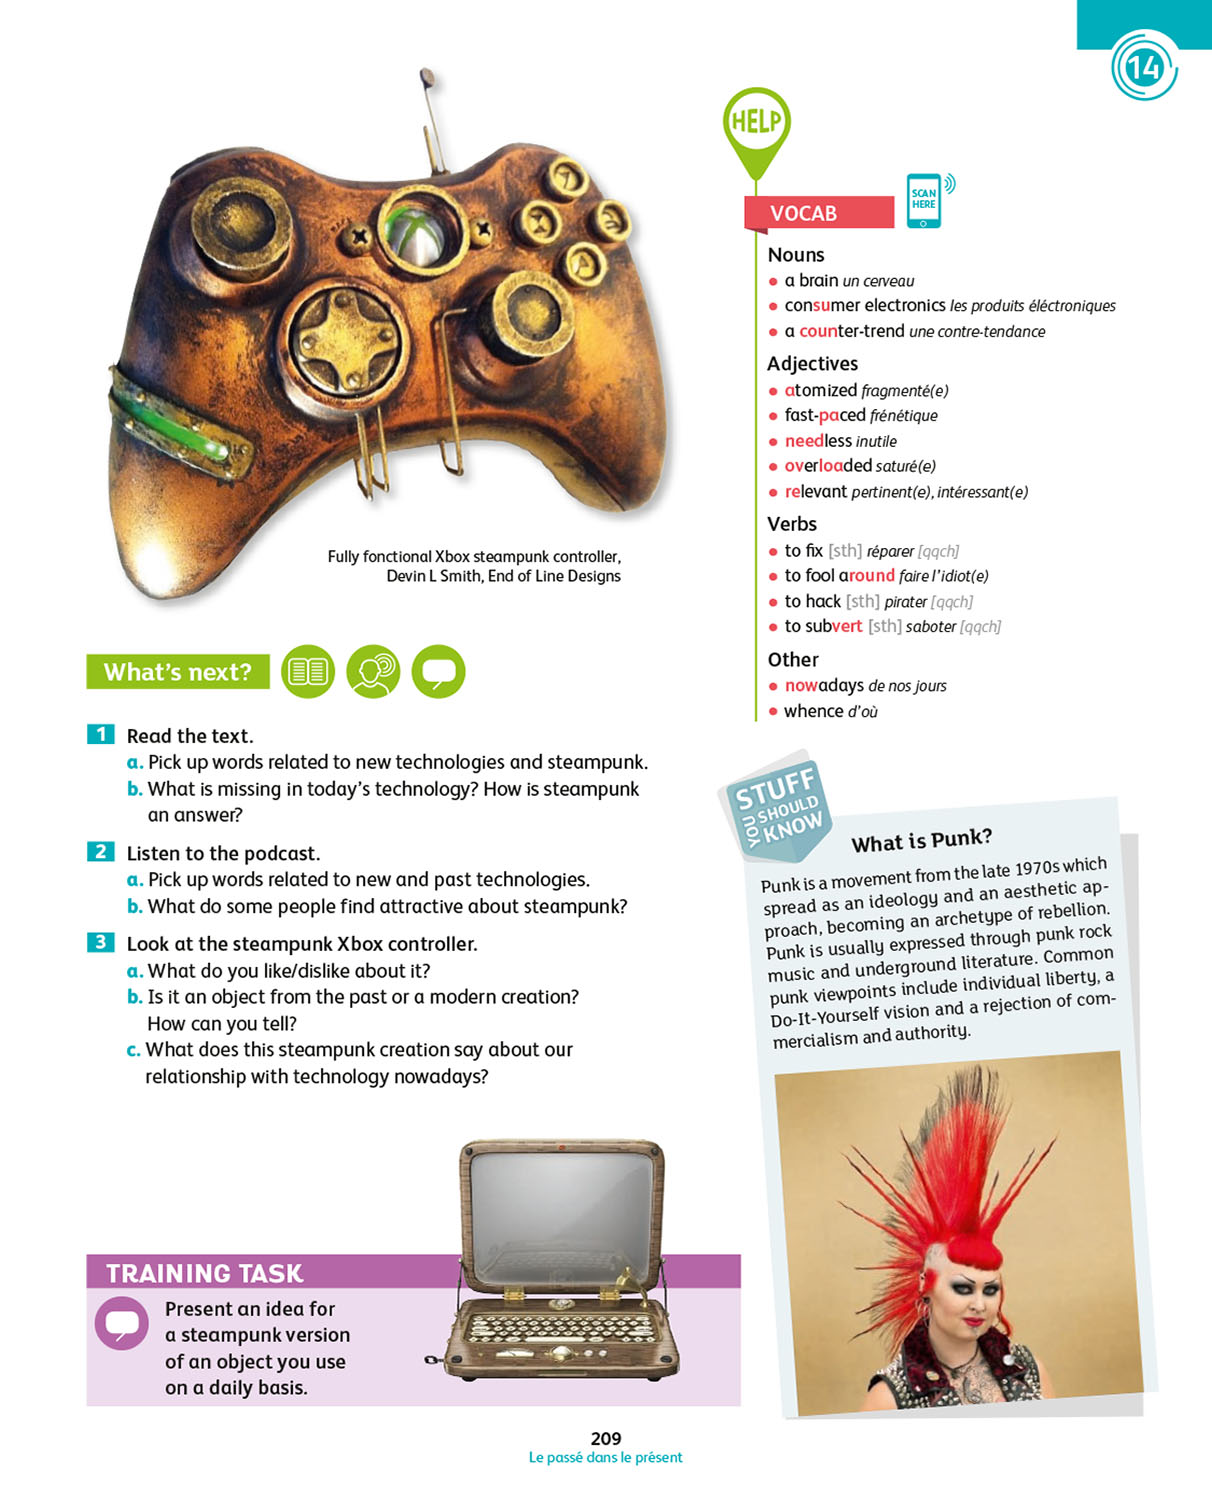 14
HELP
VOCAB
SCAN
HERE
Nouns
• a brain un cerveau
• consumer electronics les produits éléctroniques
• a counter-trend une contre-tendance
Adjectives
• atomized fragmenté(e)
• fast-paced frénétique
• needless inutile
• overloaded saturé(e)
• relevant pertinent(e), intéressant(e)
Verbs
• to fix [sth] réparer [qqch]
• to fool around faire l'idiot(e)
• to hack [sth] pirater [qqch]
• to subvert [sth] saboter [qqch]
Other
• nowadays de nos jours
• whence d'où
Fully fonctional Xbox steampunk controller,
Devin L Smith, End of Line Designs
What's next?
1 Read the text.
a. Pick up words related to new technologies and steampunk.
b. What is missing in today's technology? How is steampunk
an answer?
2 Listen to the podcast.
a. Pick up words related to new and past technologies.
b. What do some people find attractive about steampunk?
3 Look at the steampunk Xbox controller.
a. What do you like/dislike about it?
b. Is it an object from the past or a modern creation?
How can you tell?
c. What does this steampunk creation say about our
relationship with technology nowadays?
STUFF
YOU SHOULD
KNOW
What is Punk?
Punk is a movement from the late 1970s which
spread as an ideology and an aesthetic ap-
proach, becoming an archetype of rebellion.
Punk is usually expressed through punk rock
music and underground literature. Common
punk viewpoints include individual liberty, a
Do-It-Yourself vision and a rejection of com-
mercialism and authority.
TRAINING TASK
Present an idea for
a steampunk version
of an object you use
on a daily basis.
209
Le passé dans le présent